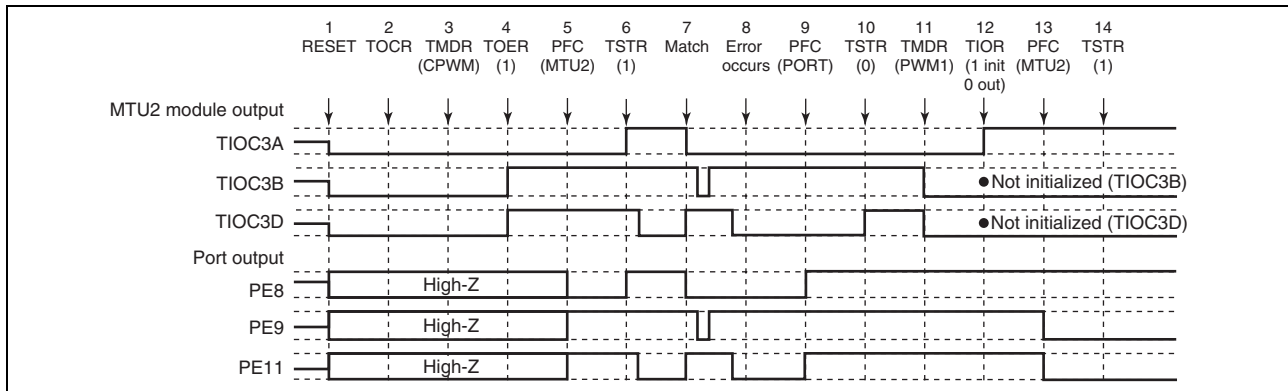 1 2 3 4 5 6 7 8 9 10 11 12 13 14
RESET TOCR TMDR TOER PFC TSTR Match Error PFC TSTR TMDR TIOR PFC TSTR
(CPWM) (1) (MTU2) (1) occurs (PORT) (0) (PWM1) (1 init (MTU2) (1)
0 out)
MTU2 module output
TIOC3A
TIOC3B ●Not initialized (TIOC3B)
TIOC3D ●Not initialized (TIOC3D)
Port output
PE8 High-Z
PE9 High-Z
PE11 High-Z